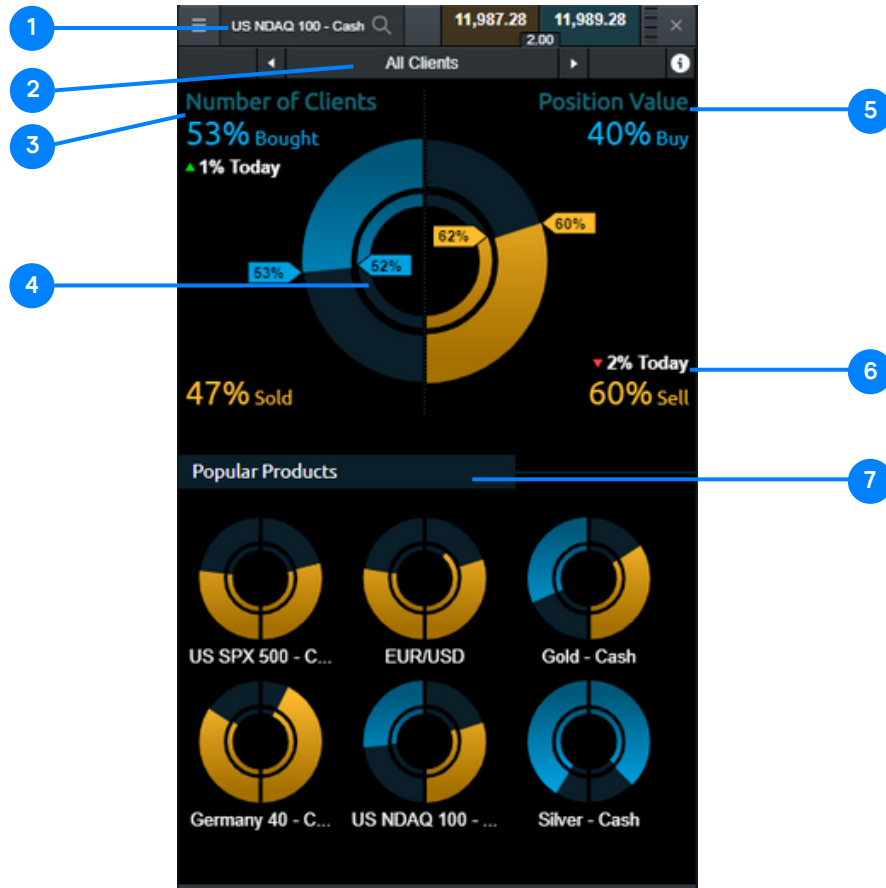 1
US NDAQ 100 - Cash
11,987.28
11,989.28
2.00
2
All Clients
3
Number of Clients
53% Bought
1% Today
Position Value
40% Buy
5
4
53%
52%
62%
60%
47% Sold
2% Today
60% Sell
6
Popular Products
7
US SPX 500 - C...
EUR/USD
Gold - Cash
Germany 40 - C...
US NDAQ 100 - ...
Silver - Cash